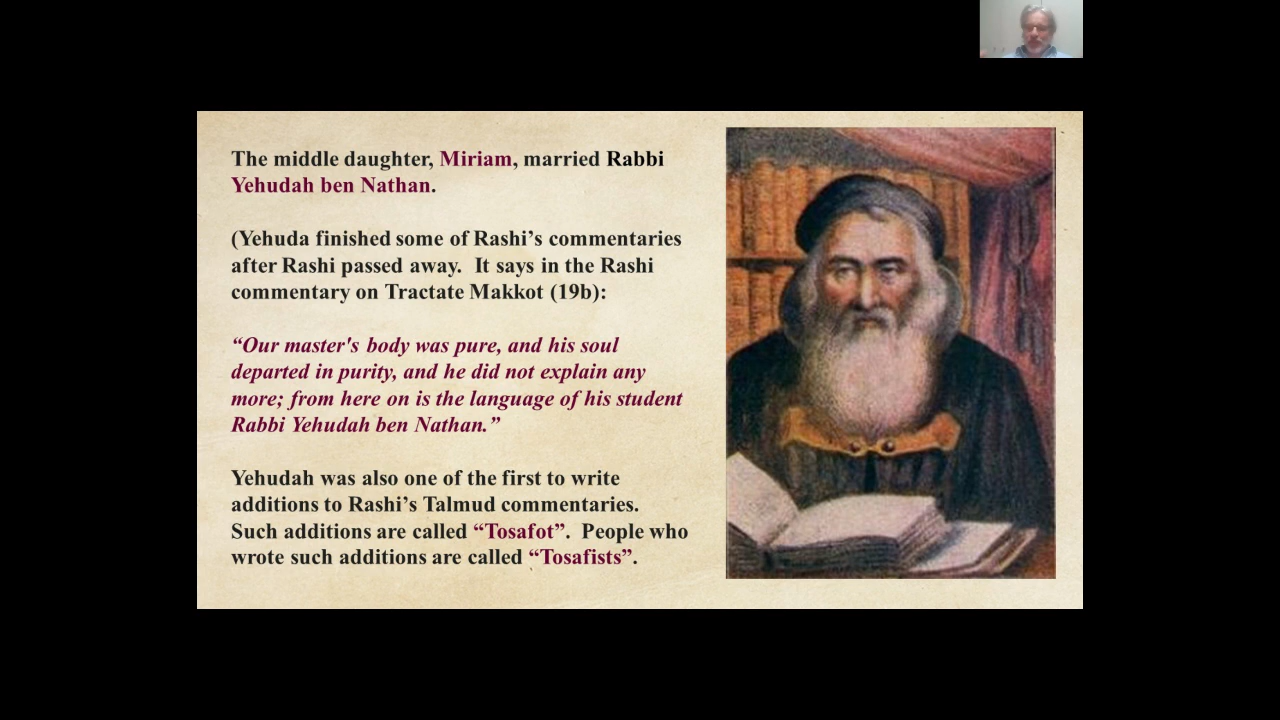 The middle daughter, Miriam, married Rabbi
Yehudah ben Nathan.
(Yehuda finished some of Rashi’s commentaries
after Rashi passed away.  It says in the Rashi
commentary on Tractate Makkot (19b):
“Our master's body was pure, and his soul
departed in purity, and he did not explain any
more; from here on is the language of his student
Rabbi Yehudah ben Nathan.”
Yehudah was also one of the first to write
additions to Rashi’s Talmud commentaries.
Such additions are called “Tosafot”.  People who
wrote such additions are called “Tosafists”.